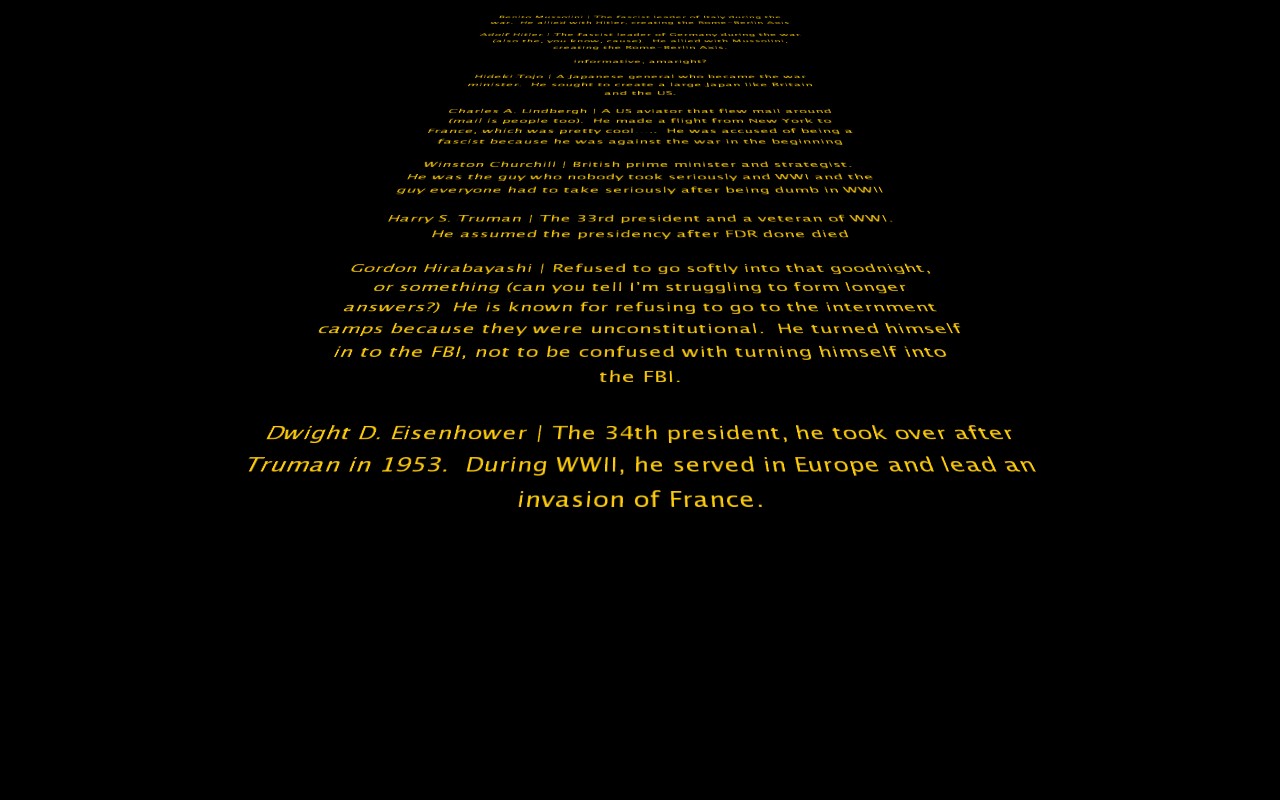 Benito Mussolini | The fascist leader of Italy during the
war. He allied with Hitler, creating the Rome-Berlin Axis
Adolf Hitler | The fascist leader of Germany during the war
(also the, you know, cause). He allied with Mussolini,
creating the Rome-Berlin Axis.
informative, amaright?
Hideki Tojo | A Japanese general who became the war
minister. He sought to create a large Japan like Britain
and the US.
Charles A. Lindbergh | A US aviator that flew mail around
(mail is people too). He made a flight from New York to
France, which was pretty cool ... .. He was accused of being a
fascist because he was against the war in the beginning
Winston Churchill | British prime minister and strategist.
He was the guy who nobody took seriously and WWI and the
guy everyone had to take seriously after being dumb in WWII
Harry S. Truman | The 33rd president and a veteran of WWI.
He assumed the presidency after FDR done died
Gordon Hirabayashi | Refused to go softly into that goodnight,
or something (can you tell I'm struggling to form longer
answers?) He is known for refusing to go to the internment
camps because they were unconstitutional. He turned himself
in to the FBI, not to be confused with turning himself into
the FBI.
Dwight D. Eisenhower | The 34th president, he took over after
Truman in 1953. During WWII, he served in Europe and lead an
invasion of France.